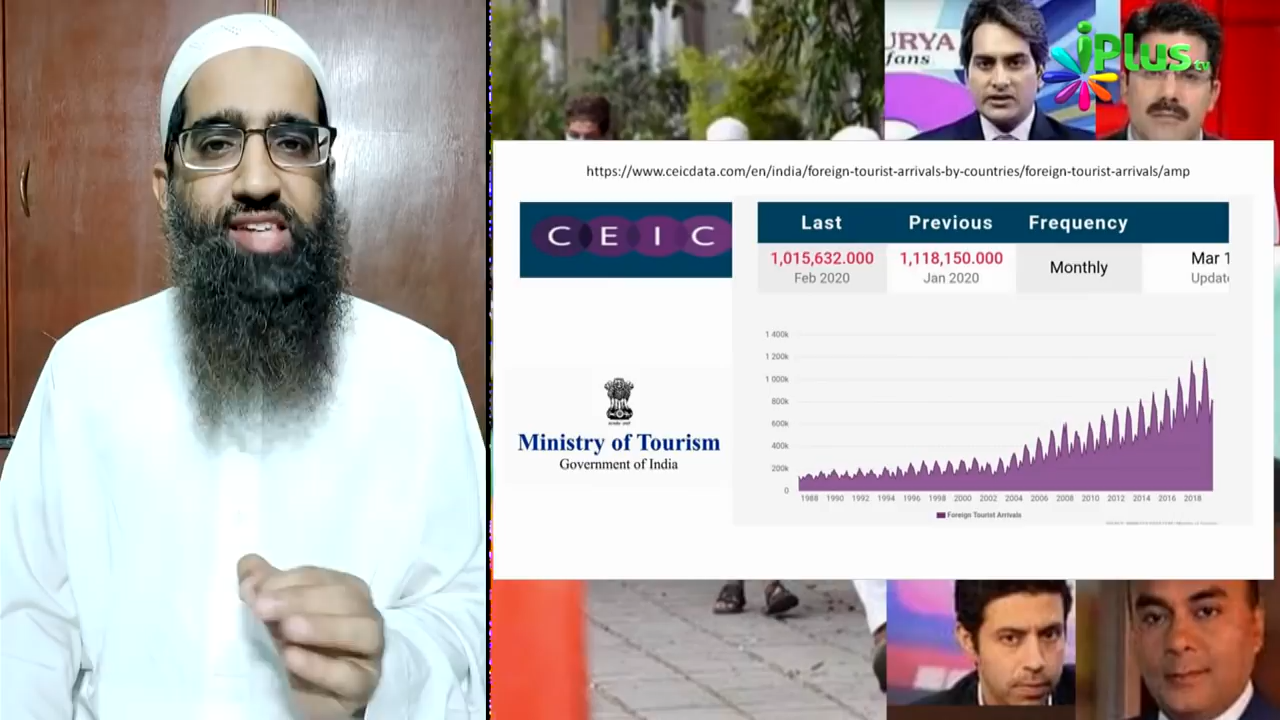 URYA
fans
iPlus tv
https://www.ceicdata.com/en/india/foreign-tourist-arrivals-by-countries/foreign-tourist-arrivals/amp
C E I C
Last Previous Frequency
1,015,632.000 1,118,150.000 Monthly Mar 1
Feb 2020 Jan 2020 Update
1 400k
1 200k
1 000k
800k
600k
400k
200k
0
1988 1990 1992 1994 1996 1998 2000 2002 2004 2006 2008 2010 2012 2014 2016 2018
Foreign Tourist Arrivals
Ministry of Tourism
Government of India